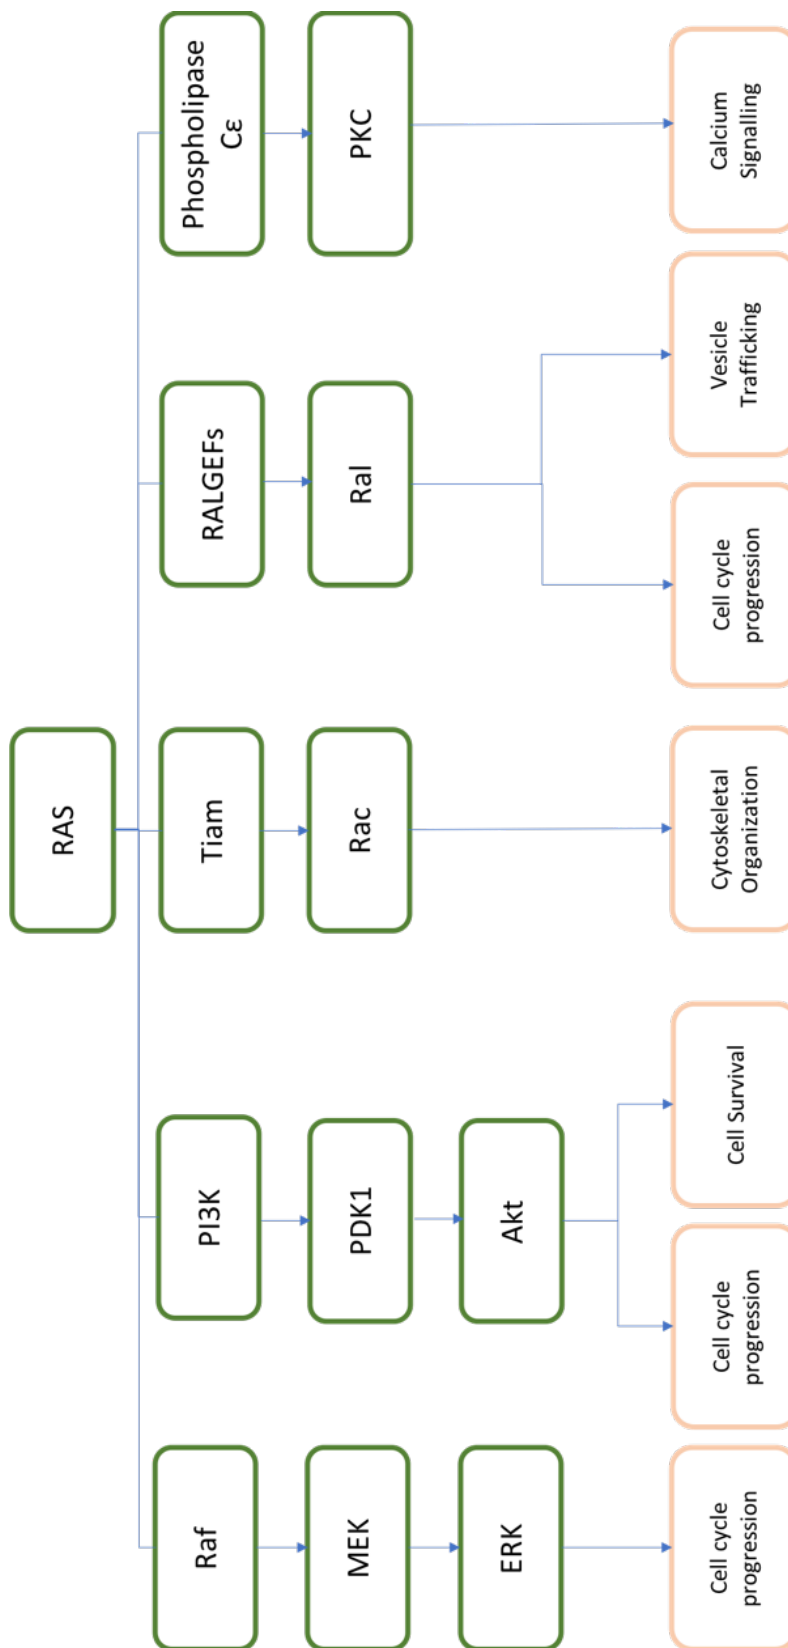 RAS
Raf
PI3K
Tiam
RALGEFs
Phospholipase
Cε
MEK
PDK1
Rac
Ral
PKC
ERK
Akt
Cell cycle
progression
Cell cycle
progression
Cell Survival
Cytoskeletal
Organization
Cell cycle
progression
Vesicle
Trafficking
Calcium
Signalling